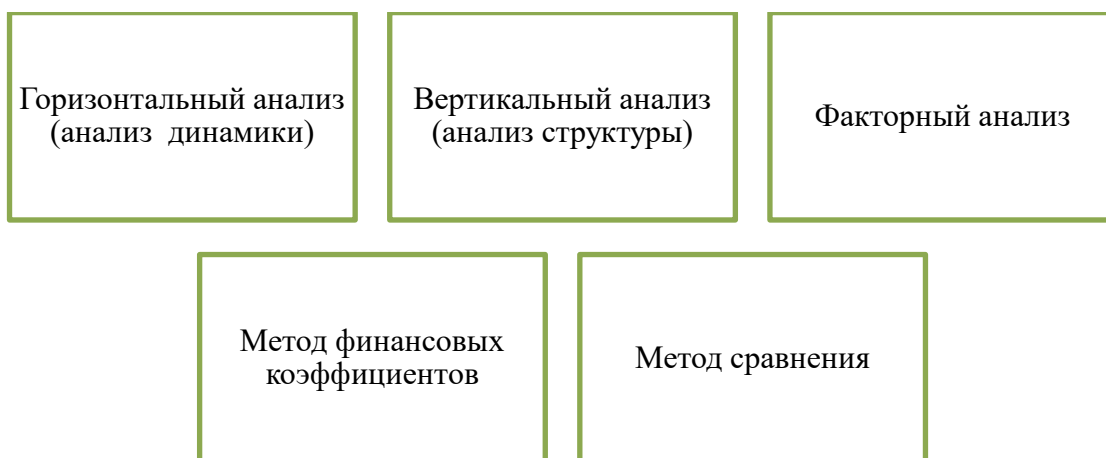 Горизонтальный анализ
(анализ динамики)
Вертикальный анализ
(анализ структуры)
Факторный анализ
Метод финансовых
коэффициентов
Метод сравнения